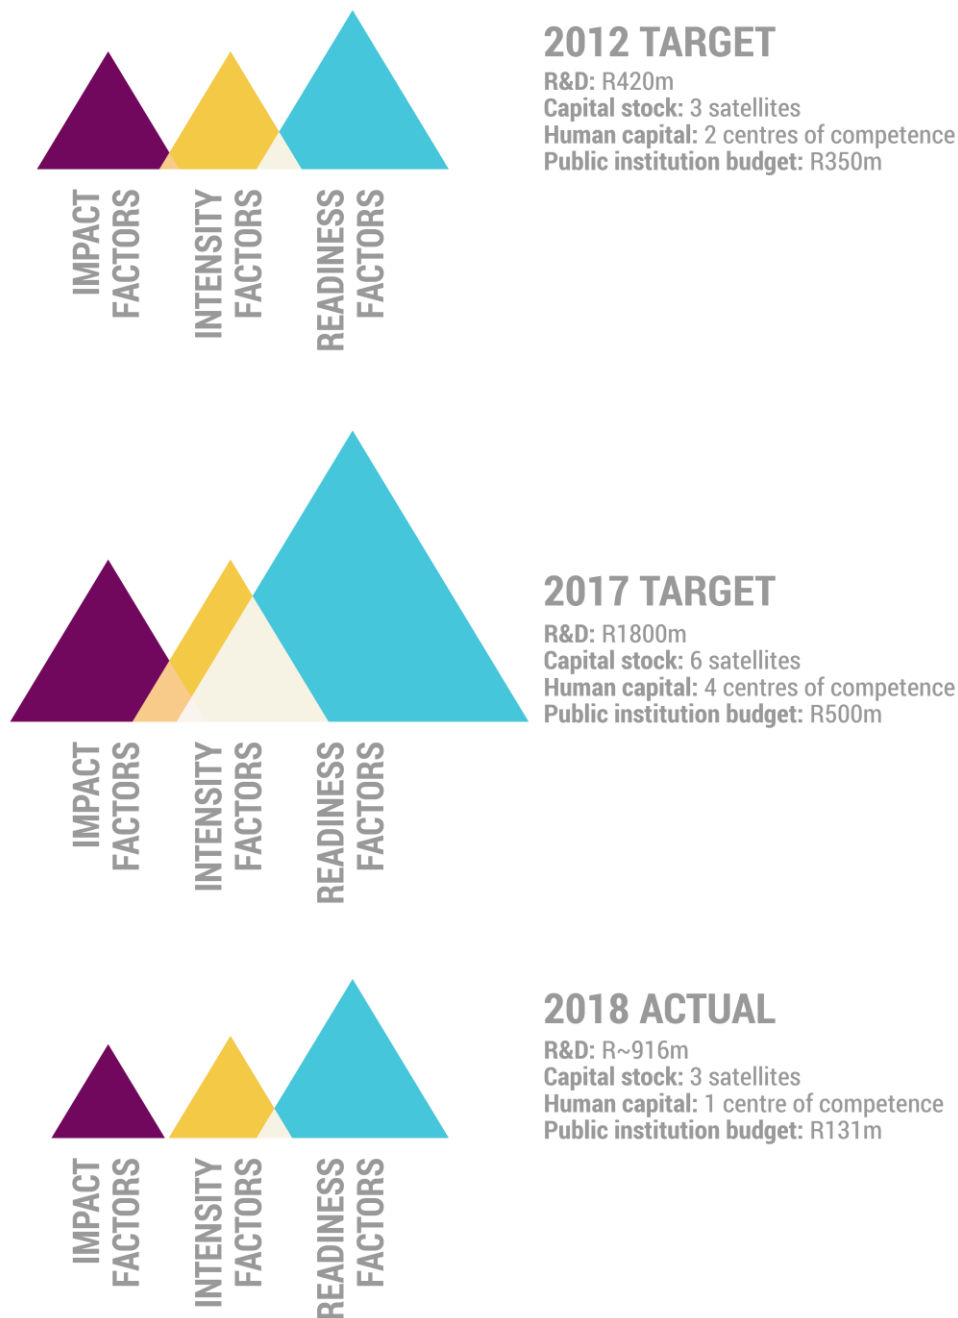 2012 TARGET
R&D: R420m
Capital stock: 3 satellites
Human capital: 2 centres of competence
Public institution budget: R350m
IMPACT
FACTORS
INTENSITY
FACTORS
READINESS
FACTORS
2017 TARGET
R&D: R1800m
Capital stock: 6 satellites
Human capital: 4 centres of competence
Public institution budget: R500m
IMPACT
FACTORS
INTENSITY
FACTORS
READINESS
FACTORS
2018 ACTUAL
R&D: R~916m
Capital stock: 3 satellites
Human capital: 1 centre of competence
Public institution budget: R131m
IMPACT
FACTORS
INTENSITY
FACTORS
READINESS
FACTORS